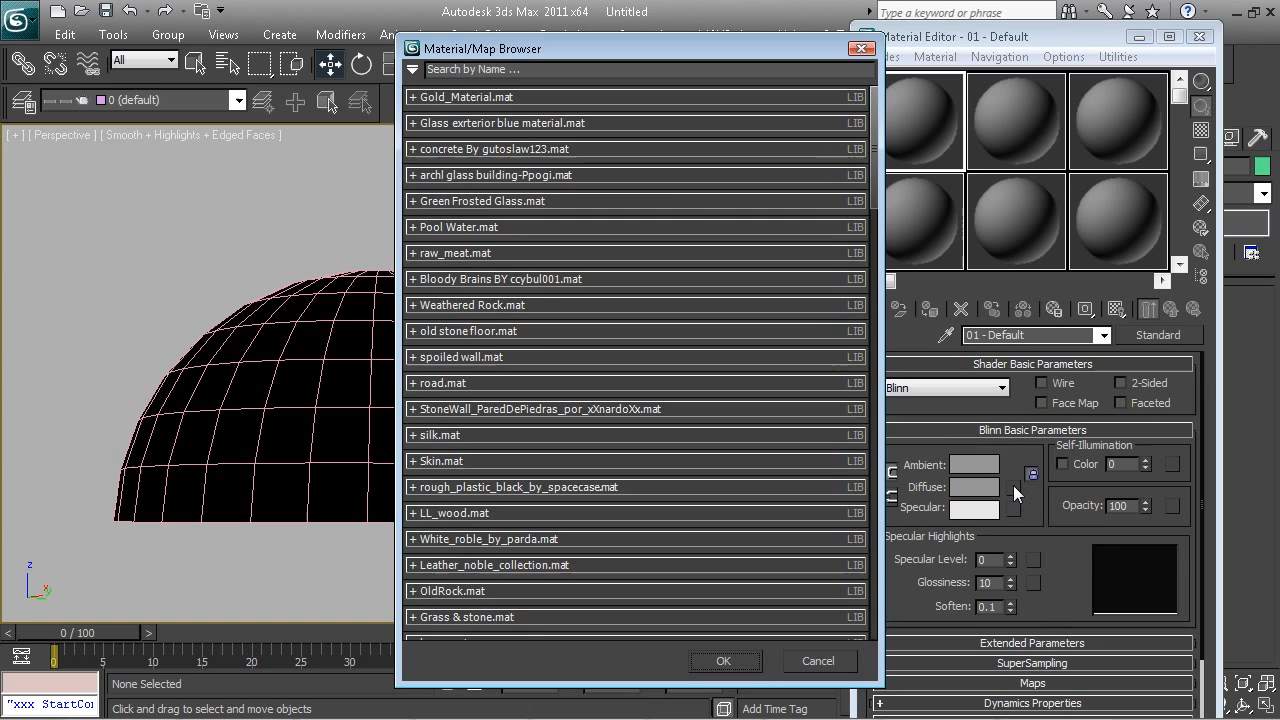 Autodesk 3ds Max 2011x64
Untitled
Type a keyword or phrase
Edit
Tools
Group
Views
Create
Modifiers
Material/Map Browser
Material Editor - 01 - Default
Material
Navigation
Options
Utilities
All
Search by Name ...
0 (default)
+ Gold_Material.mat LIB
+ Glass exrterior blue material.mat LIB
+ concrete By gutoslaw123.mat LIB
+ archl glass building-Ppogi.mat LIB
+ Green Frosted Glass.mat LIB
+ Pool Water.mat LIB
+ raw_meat.mat LIB
+ Bloody Brains BY ccybul001.mat LIB
+ Weathered Rock.mat LIB
+ old stone floor.mat LIB
+ spoiled wall.mat LIB
+ road.mat LIB
+ StoneWall_ParedDePiedras_por_xXnardoXx.mat LIB
+ silk.mat LIB
+ Skin.mat LIB
+ rough_plastic_black_by_spacecase.mat LIB
+ LL_wood.mat LIB
+ White_roble_by_parda.mat LIB
+ Leather_noble_collection.mat LIB
+ OldRock.mat LIB
+ Grass & stone.mat LIB
OK
Cancel
[ + ] [ Perspective ] [ Smooth + Highlights + Edged Faces ]
z
x
01 - Default
Standard
Shader Basic Parameters
Blinn
Wire
2-Sided
Face Map
Faceted
Blinn Basic Parameters
Self-Illumination
Ambient:
Color 0
Diffuse:
Specular:
Opacity: 100
Specular Highlights
Specular Level: 0
Glossiness: 10
Soften: 0.1
Extended Parameters
SuperSampling
Maps
+ Dynamics Properties
< 0 / 100 >
0 5 10 15 20 25 30
None Selected
"xxx StartCo
Click and drag to select and move objects
Add Time Tag